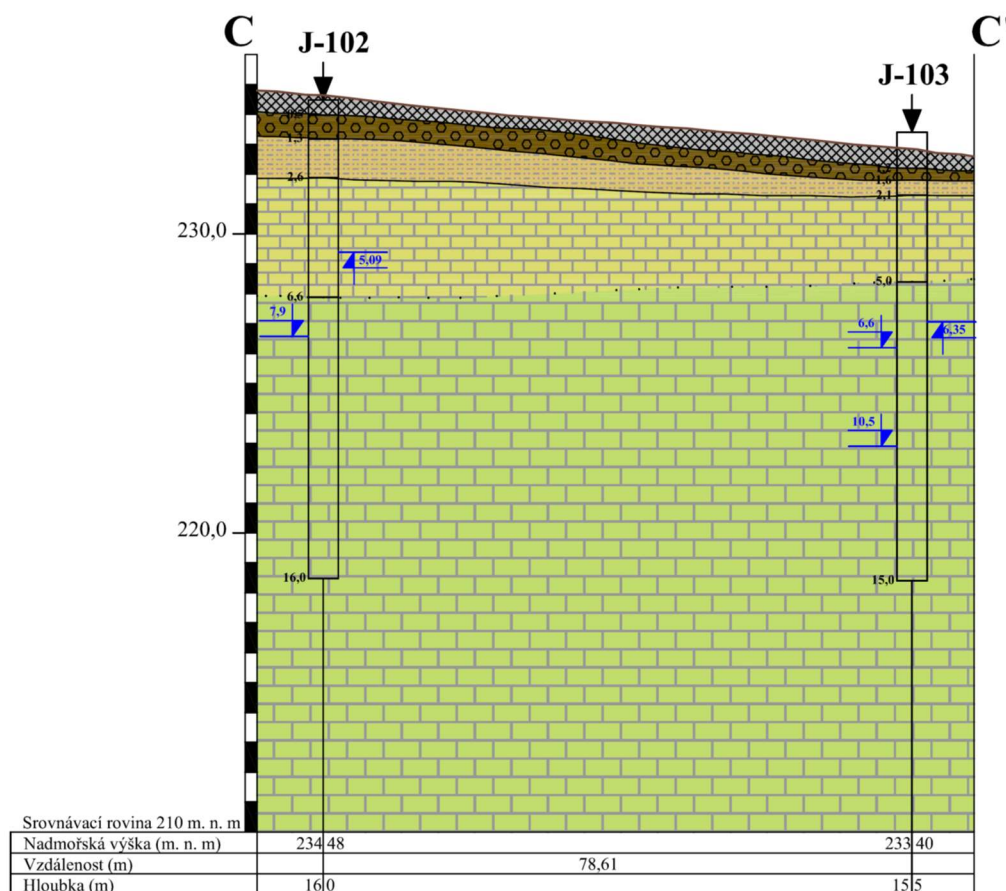 C
C'
J-102
J-103
1,3
1,6
2,6
2,1
230,0
5,09
5,0
6,6
7,9
6,6
6,35
10,5
220,0
16,0
15,0
Srovnávací rovina 210 m. n. m
Nadmořská výška (m. n. m) 234 48 233 40
Vzdálenost (m) 78,61
Hloubka (m) 16 0 15 5